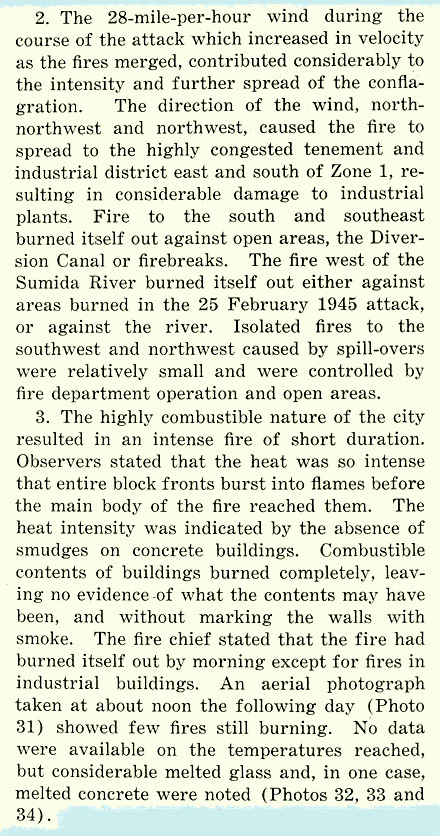 2. The 28-mile-per-hour wind during the
course of the attack which increased in velocity
as the fires merged, contributed considerably to
the intensity and further spread of the confla-
gration. The direction of the wind, north-
northwest and northwest, caused the fire to
spread to the highly congested tenement and
industrial district east and south of Zone 1, re-
sulting in considerable damage to industrial
plants. Fire to the south and southeast
burned itself out against open areas, the Diver-
sion Canal or firebreaks. The fire west of the
Sumida River burned itself out either against
areas burned in the 25 February 1945 attack,
or against the river. Isolated fires to the
southwest and northwest caused by spill-overs
were relatively small and were controlled by
fire department operation and open areas.
3. The highly combustible nature of the city
resulted in an intense fire of short duration.
Observers stated that the heat was so intense
that entire block fronts burst into flames before
the main body of the fire reached them. The
heat intensity was indicated by the absence of
smudges on concrete buildings. Combustible
contents of buildings burned completely, leav-
ing no evidence of what the contents may have
been, and without marking the walls with
smoke. The fire chief stated that the fire had
burned itself out by morning except for fires in
industrial buildings. An aerial photograph
taken at about noon the following day (Photo
31) showed few fires still burning. No data
were available on the temperatures reached,
but considerable melted glass and, in one case,
melted concrete were noted (Photos 32, 33 and
34).